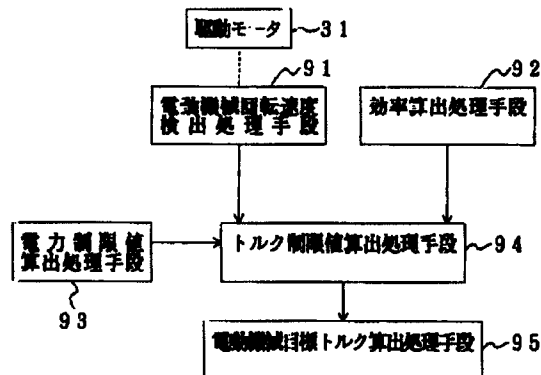 駆動モータ
31
91
92
電動機械回転速度
検出処理手段
効率算出処理手段
電力制限値
算出処理手段
93
トルク制限値算出処理手段
94
電動機械目標トルク算出処理手段
95